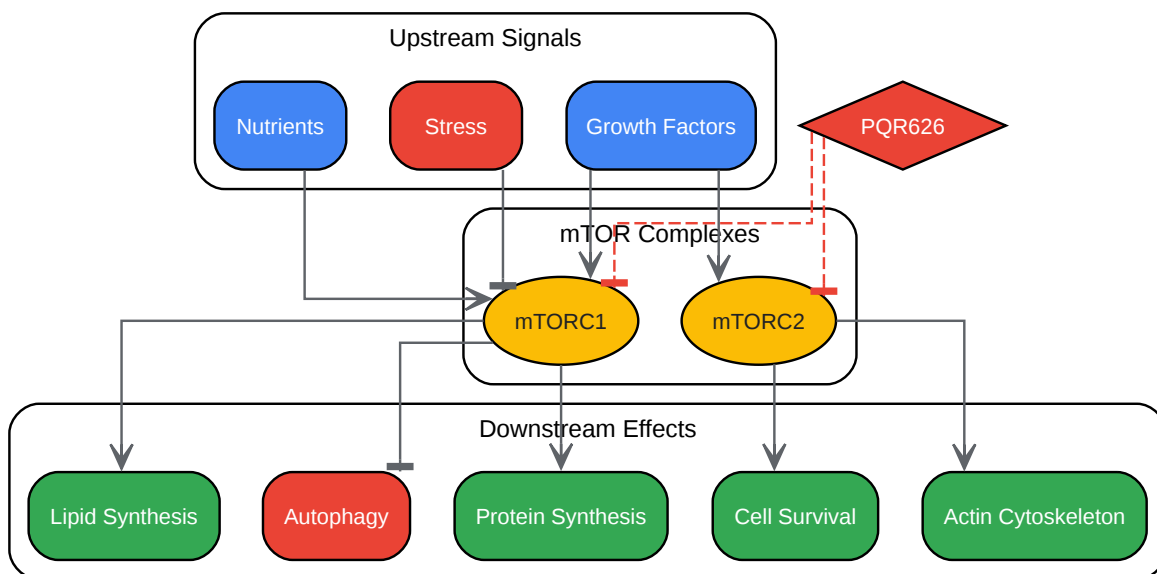 Upstream Signals
Nutrients
Stress
Growth Factors
PQR626
mTOR Complexes
mTORC1
mTORC2
Downstream Effects
Lipid Synthesis
Autophagy
Protein Synthesis
Cell Survival
Actin Cytoskeleton